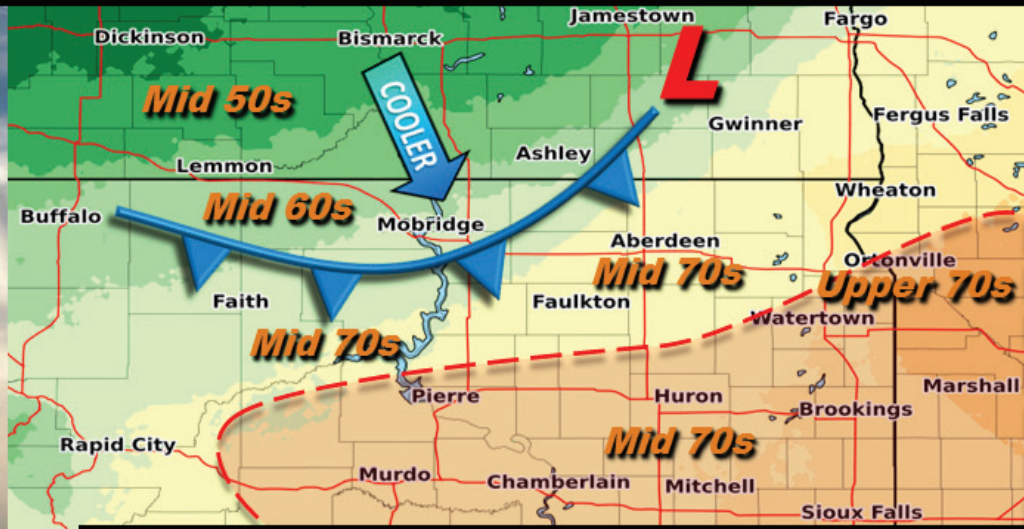 Jamestown
Fargo
Dickinson
Bismarck
L
COOLER
Mid 50s
Gwinner
Fergus Falls
Ashley
Lemmon
Wheaton
Buffalo
Mid 60s
Mobridge
Aberdeen
Ortonville
Mid 70s
Upper 70s
Faith
Faulkton
Watertown
Mid 70s
Pierre
Huron
Marshall
Brookings
Rapid City
Mid 70s
Murdo
Chamberlain
Mitchell
Sioux Falls